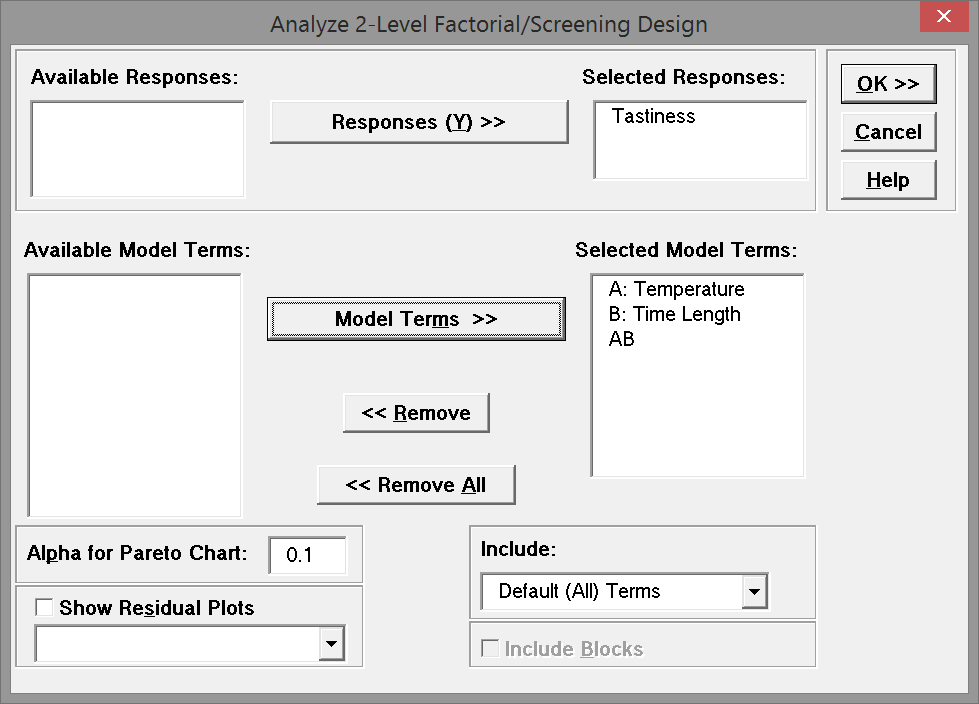 Analyze 2-Level Factorial/Screening Design
Available Responses:
Responses (Y) >>
Selected Responses:
Tastiness
OK >>
Cancel
Help
Available Model Terms:
Model Terms >>
Selected Model Terms:
A: Temperature
B: Time Length
AB
<< Remove
<< Remove All
Alpha for Pareto Chart:
0.1
Show Residual Plots
Include:
Default (All) Terms
Include Blocks